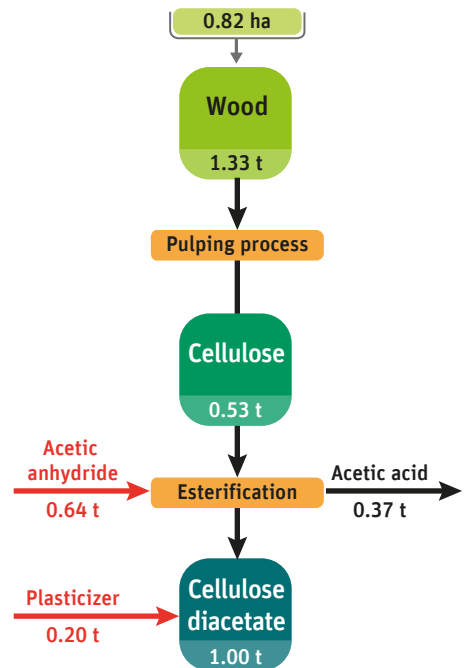 0.82 ha
Wood
1.33 t
Pulping process
Cellulose
0.53 t
Acetic
anhydride
0.64 t
Esterification
Acetic acid
0.37 t
Plasticizer
0.20 t
Cellulose
diacetate
1.00 t